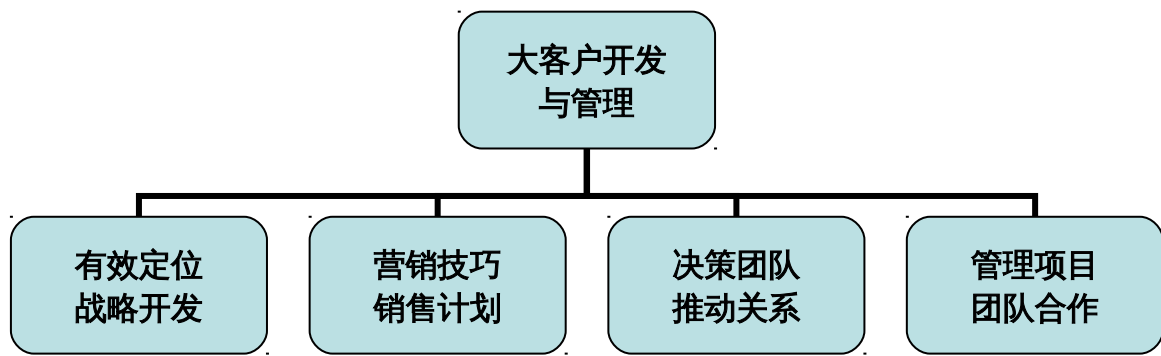 大客户开发
与管理
有效定位
战略开发
营销技巧
销售计划
决策团队
推动关系
管理项目
团队合作